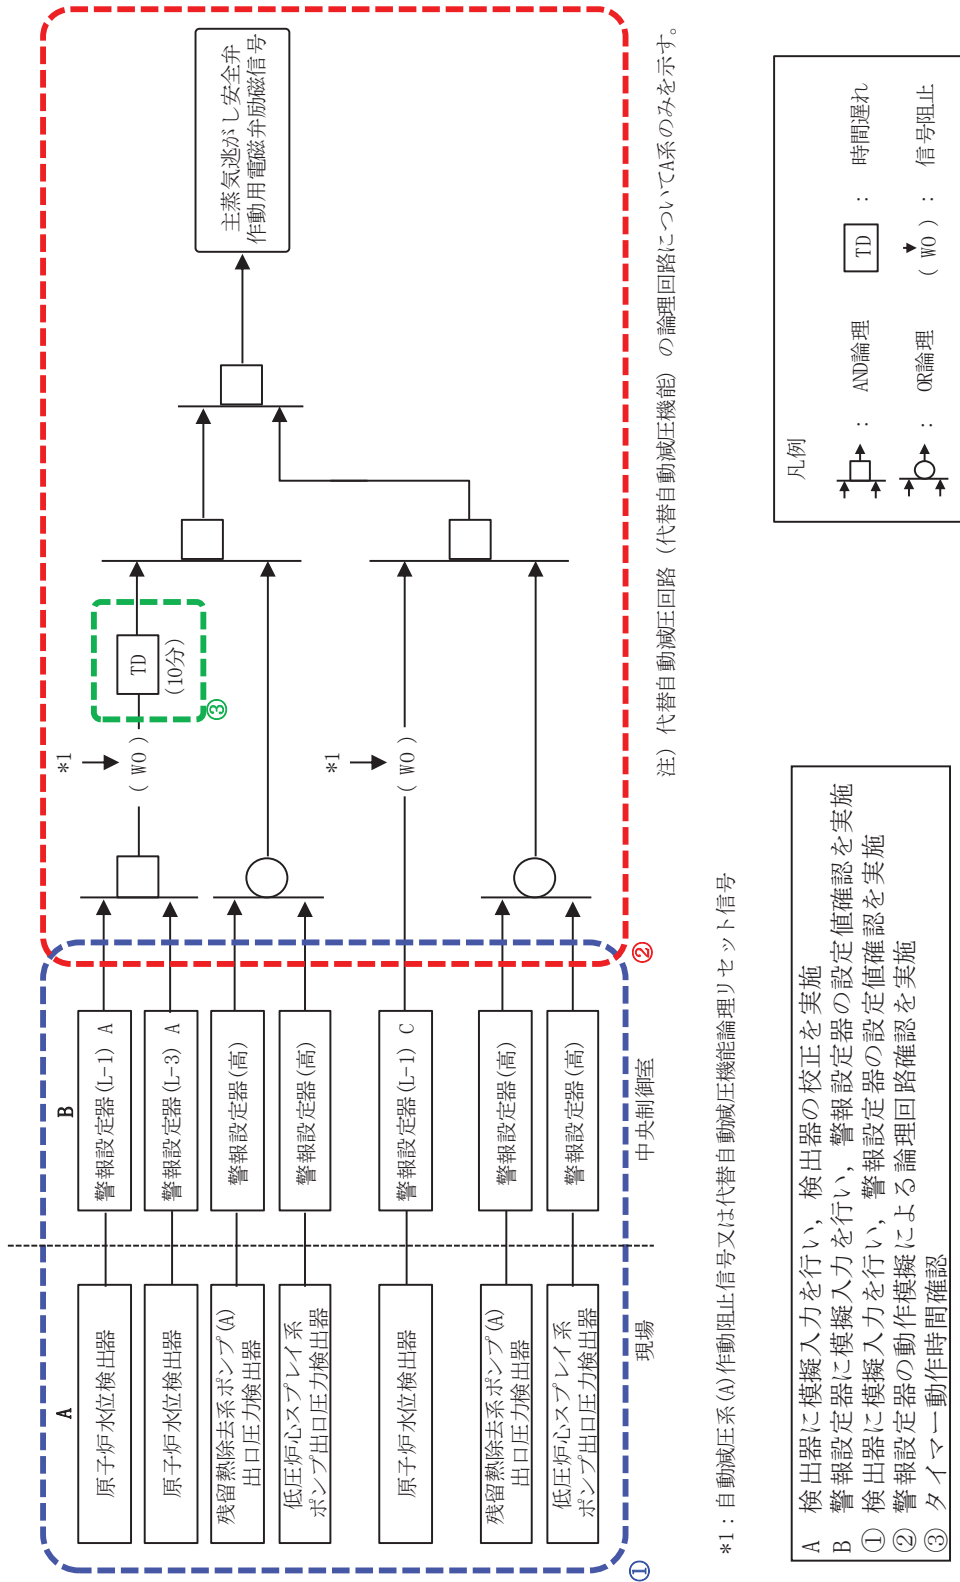 A
B
原子炉水位検出器
警報設定器(L-1) A
原子炉水位検出器
警報設定器(L-3) A
残留熱除去系ポンプ(A)
出口圧力検出器
警報設定器(高)
低圧炉心スプレイ系
ポンプ出口圧力検出器
警報設定器(高)
原子炉水位検出器
警報設定器(L-1) C
残留熱除去系ポンプ(A)
出口圧力検出器
警報設定器(高)
低圧炉心スプレイ系
ポンプ出口圧力検出器
警報設定器(高)
現場
中央制御室
①
②
*1
( WO )
TD
(10分)
③
*1
( WO )
主蒸気逃がし安全弁
作動用電磁弁励磁信号
注) 代替自動減圧回路 (代替自動減圧機能) の論理回路についてA系のみを示す。
*1:自動減圧系(A)作動阻止信号又は代替自動減圧機能論理リセット信号
凡例
: AND論理
TD : 時間遅れ
: OR論理
( WO ) : 信号阻止
A 検出器に模擬入力を行い, 検出器の校正を実施
B 警報設定器に模擬入力を行い, 警報設定器の設定値確認を実施
① 検出器に模擬入力を行い, 警報設定器の設定値確認を実施
② 警報設定器の動作模擬による論理回路確認を実施
③ タイマー動作時間確認